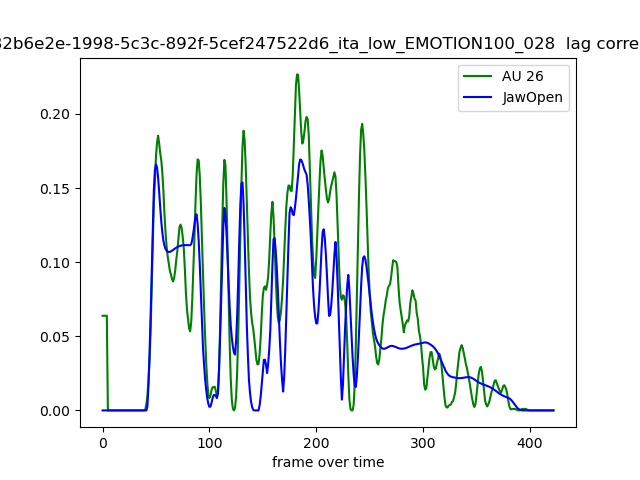 32b6e2e-1998-5c3c-892f-5cef247522d6_ita_low_EMOTION100_028 lag corre
AU 26
JawOpen
0.20
0.15
0.10
0.05
0.00
0
100
200
300
400
frame over time